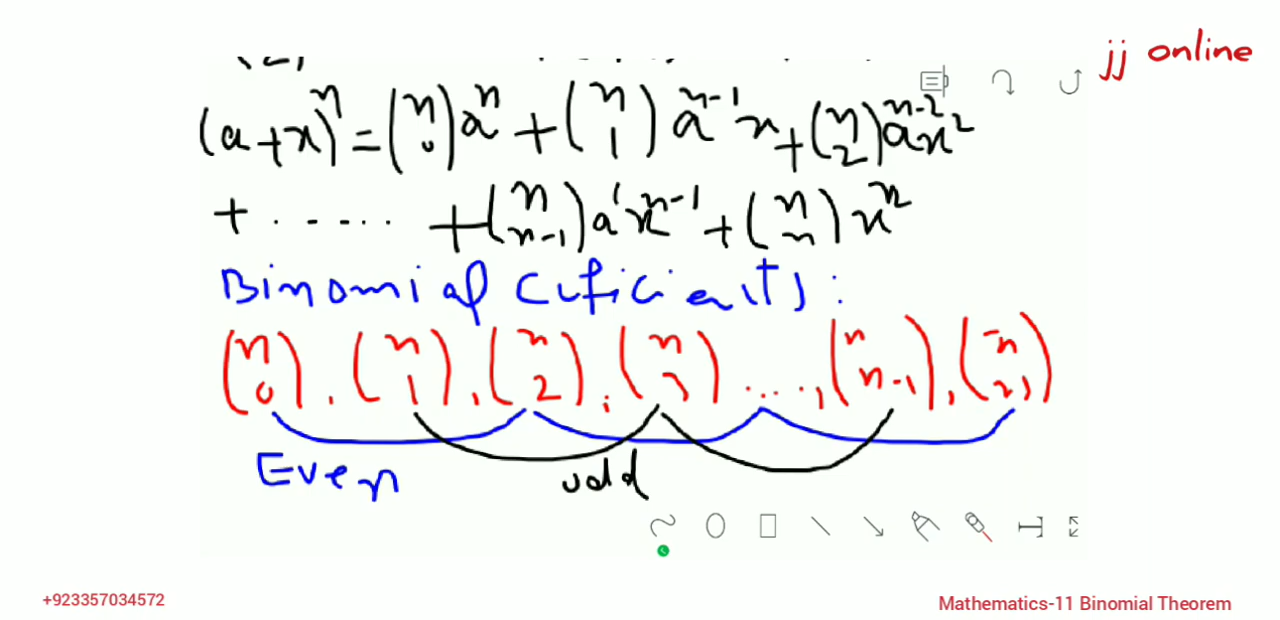 jj online
(a+x)^n = (n 0)a^n + (n 1) a^n-1 x + (n 2) a^n-2 x^2
+ ...... + (n n-1) a^1 x^n-1 + (n n) x^n
Binomial Cuficients:
(n 0), (n 1), (n 2), (n 3) ...., (n n-1), (n n)
Even odd
+923357034572
Mathematics-11 Binomial Theorem